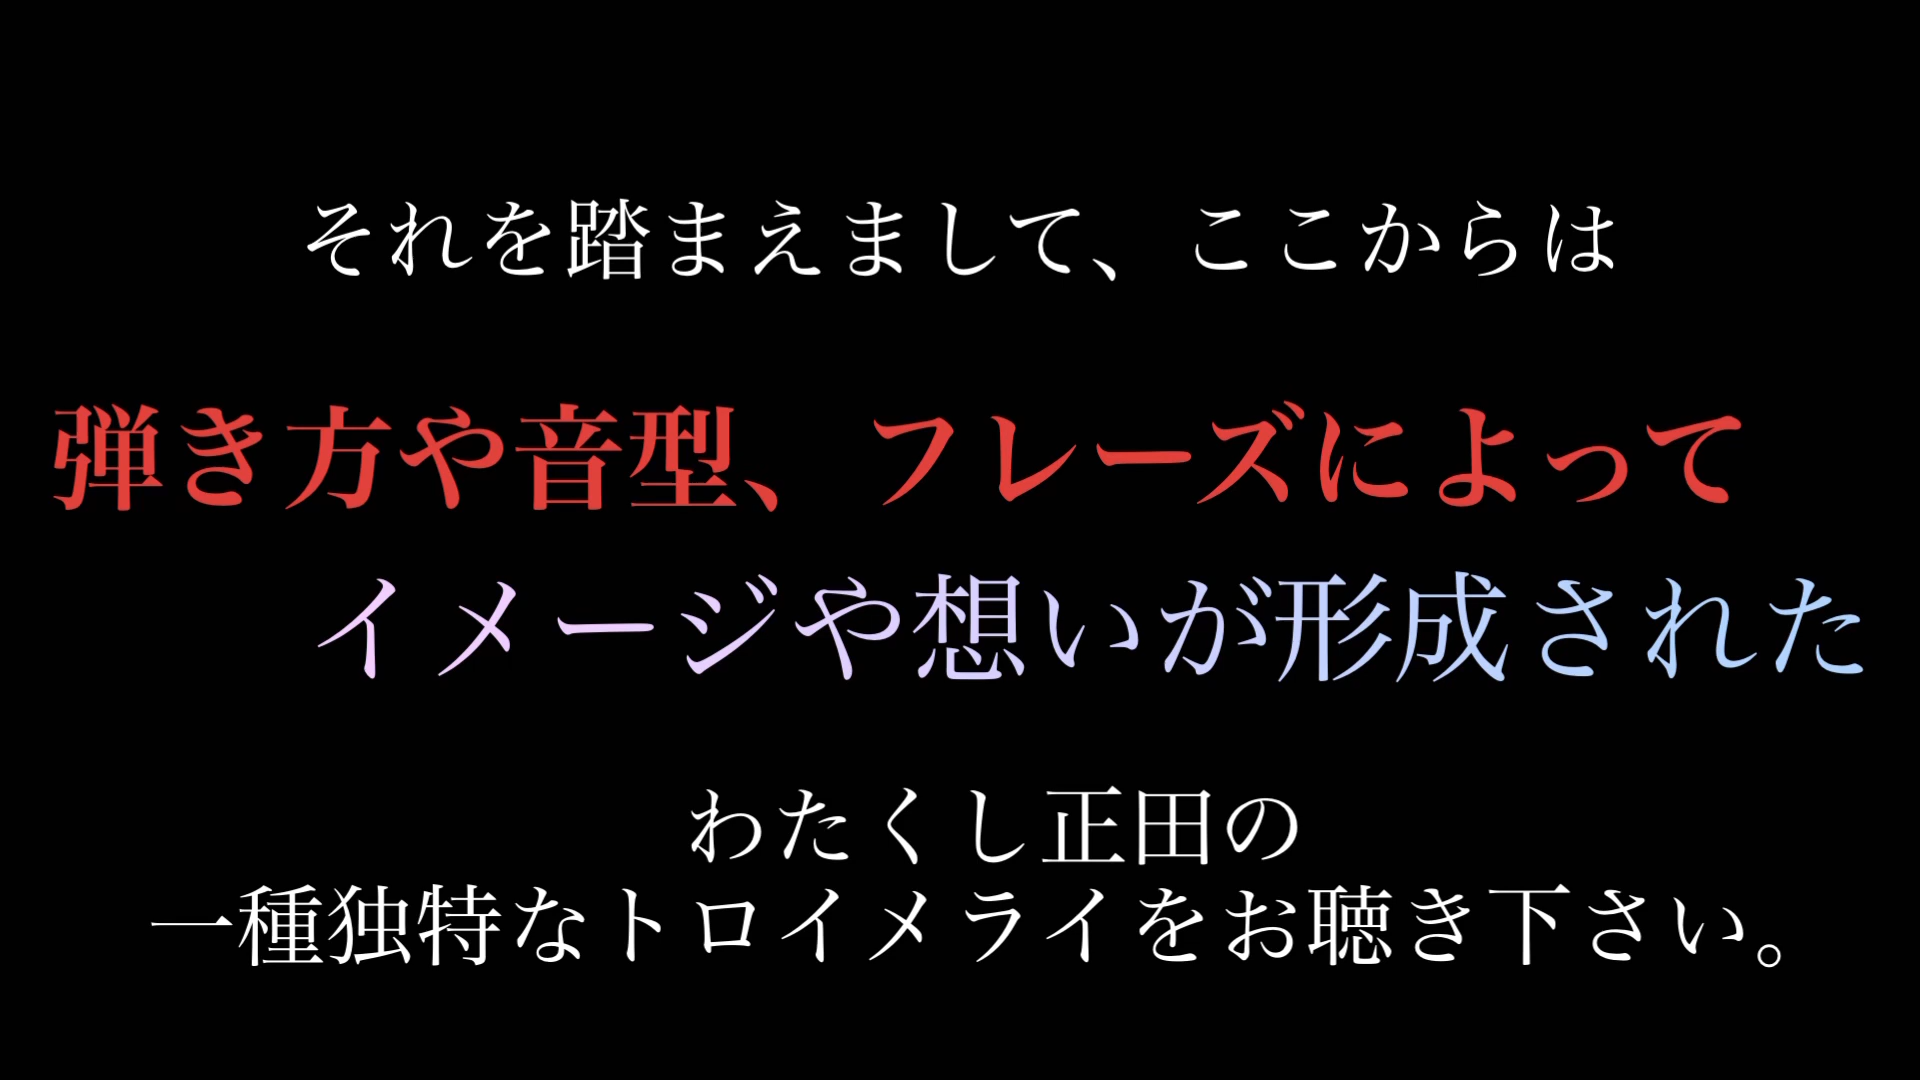 それを踏まえまして、ここからは
弾き方や音型、フレーズによって
イメージや想いが形成された
わたくし正田の
一種独特なトロイメライをお聴き下さい。